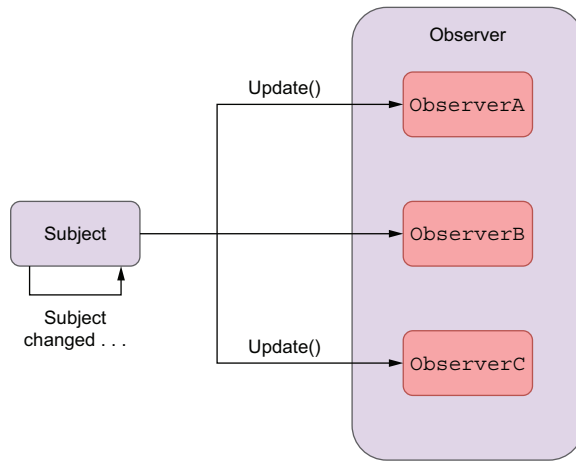 Observer
Update()
ObserverA
Subject
ObserverB
Subject
changed . . .
Update()
ObserverC